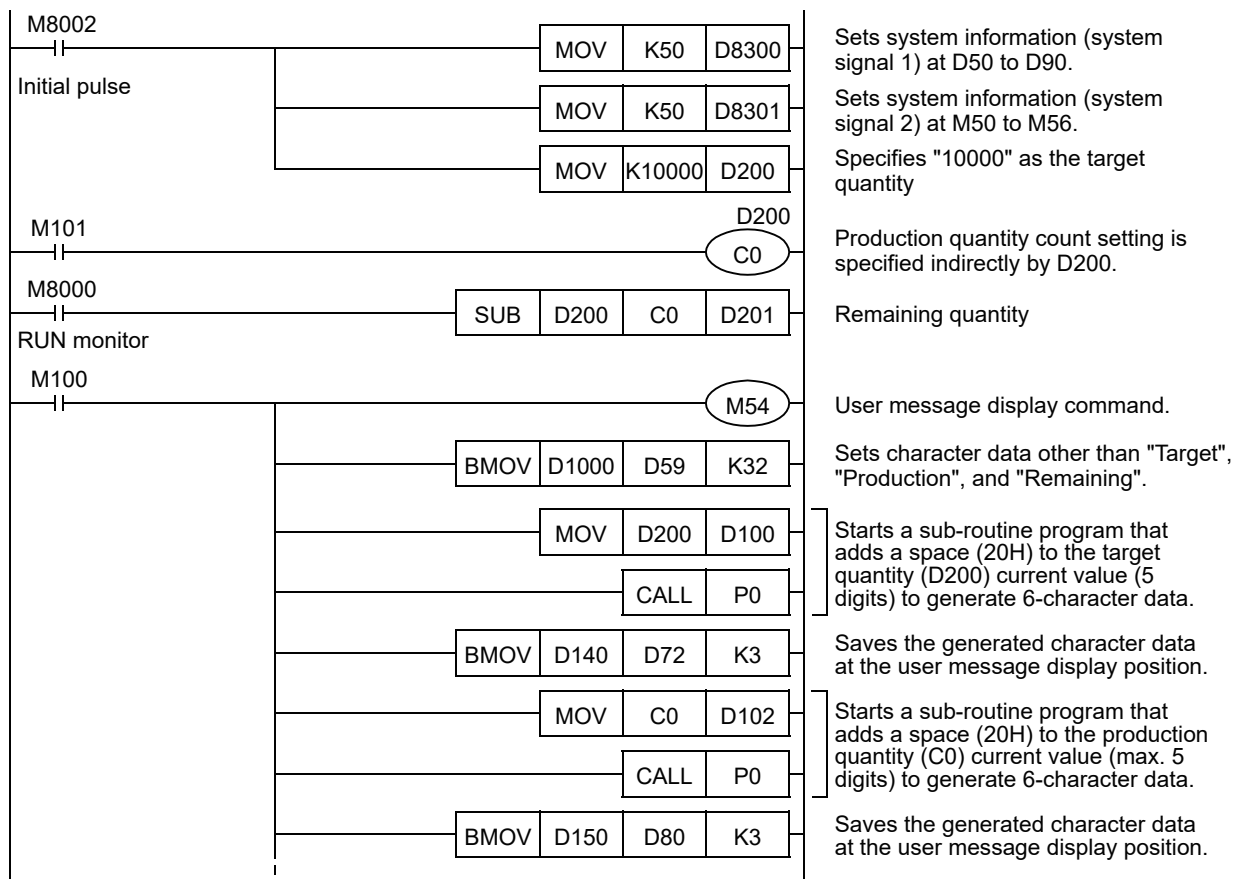 M8002
MOV K50 D8300
Sets system information (system
signal 1) at D50 to D90.
Initial pulse
MOV K50 D8301
Sets system information (system
signal 2) at M50 to M56.
MOV K10000 D200
Specifies "10000" as the target
quantity
M101
D200
C0
Production quantity count setting is
specified indirectly by D200.
M8000
SUB D200 C0 D201
Remaining quantity
RUN monitor
M100
M54
User message display command.
BMOV D1000 D59 K32
Sets character data other than "Target",
"Production", and "Remaining".
MOV D200 D100
CALL P0
Starts a sub-routine program that
adds a space (20H) to the target
quantity (D200) current value (5
digits) to generate 6-character data.
BMOV D140 D72 K3
Saves the generated character data
at the user message display position.
MOV C0 D102
CALL P0
Starts a sub-routine program that
adds a space (20H) to the production
quantity (C0) current value (max. 5
digits) to generate 6-character data.
BMOV D150 D80 K3
Saves the generated character data
at the user message display position.